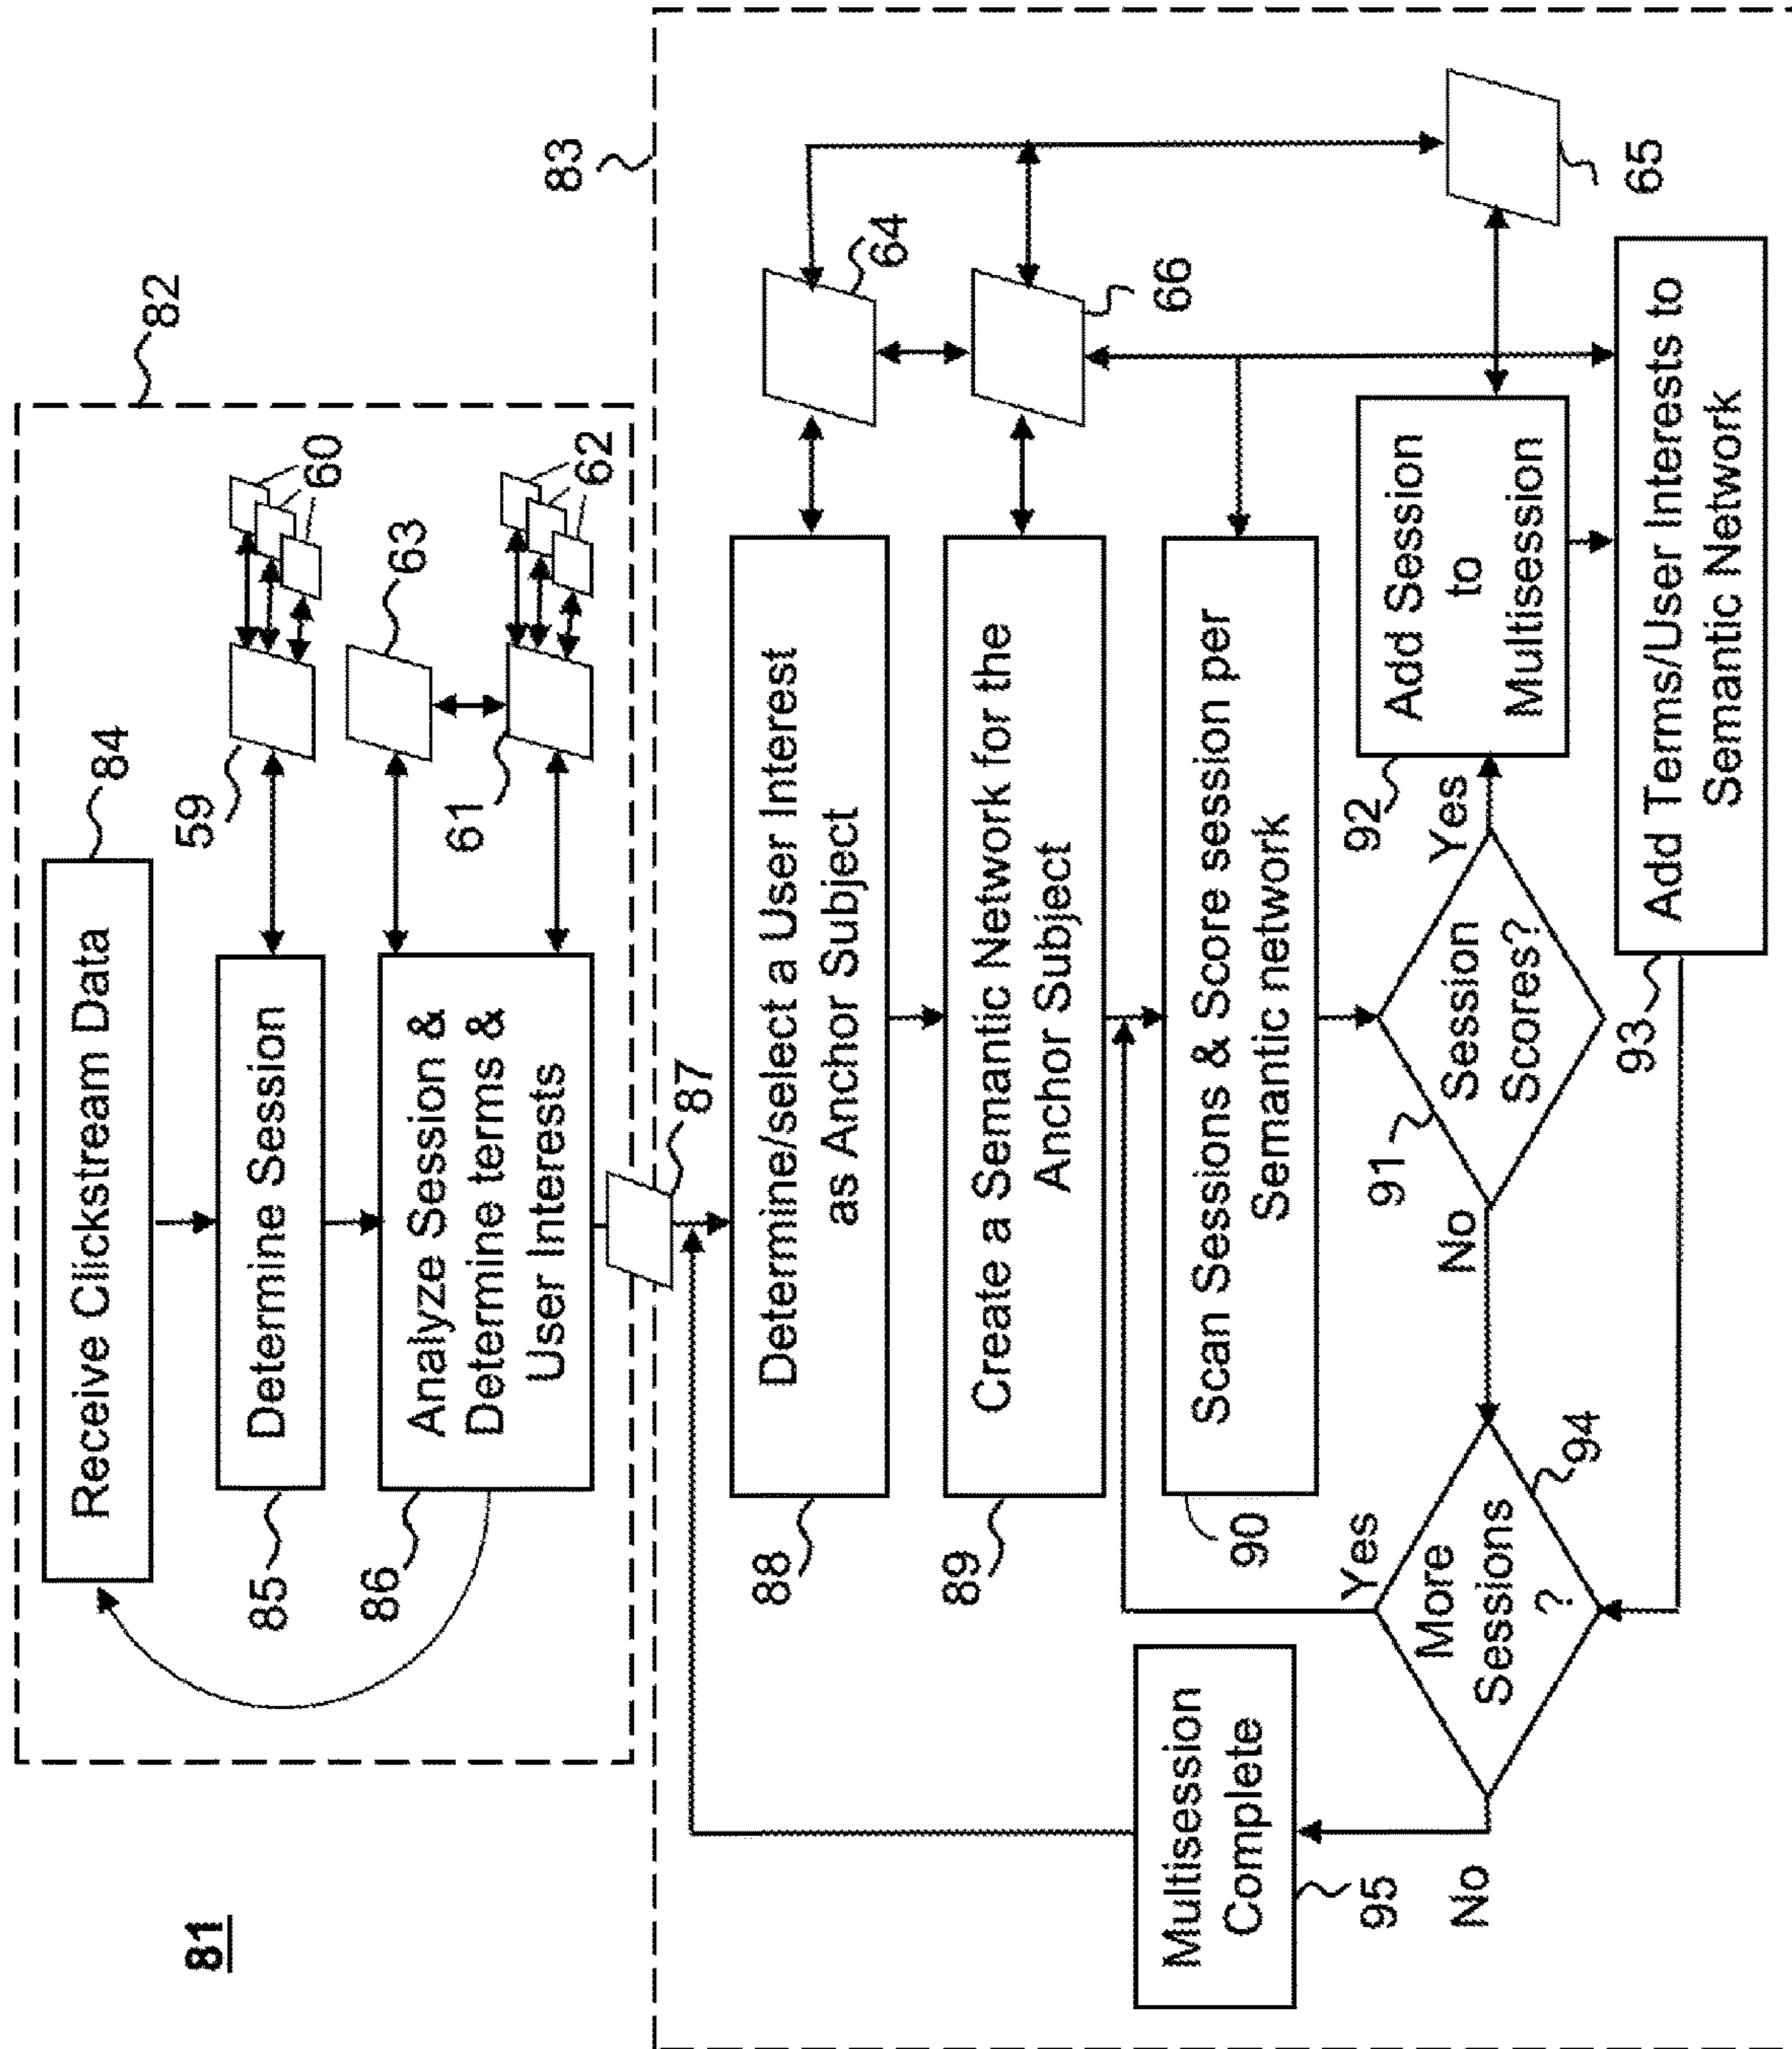 81
82
Receive Clickstream Data
84
Determine Session
85
59
60
Analyze Session &
Determine terms &
User Interests
86
63
61
62
87
83
Determine/select a User Interest
as Anchor Subject
88
64
Create a Semantic Network for the
Anchor Subject
89
66
Scan Sessions & Score session per
Semantic network
90
65
Session
Scores?
91
Yes
No
Add Session
to
Multisession
92
Add Terms/User Interests to
Semantic Network
93
More
Sessions
?
94
Yes
No
Multisession
Complete
95